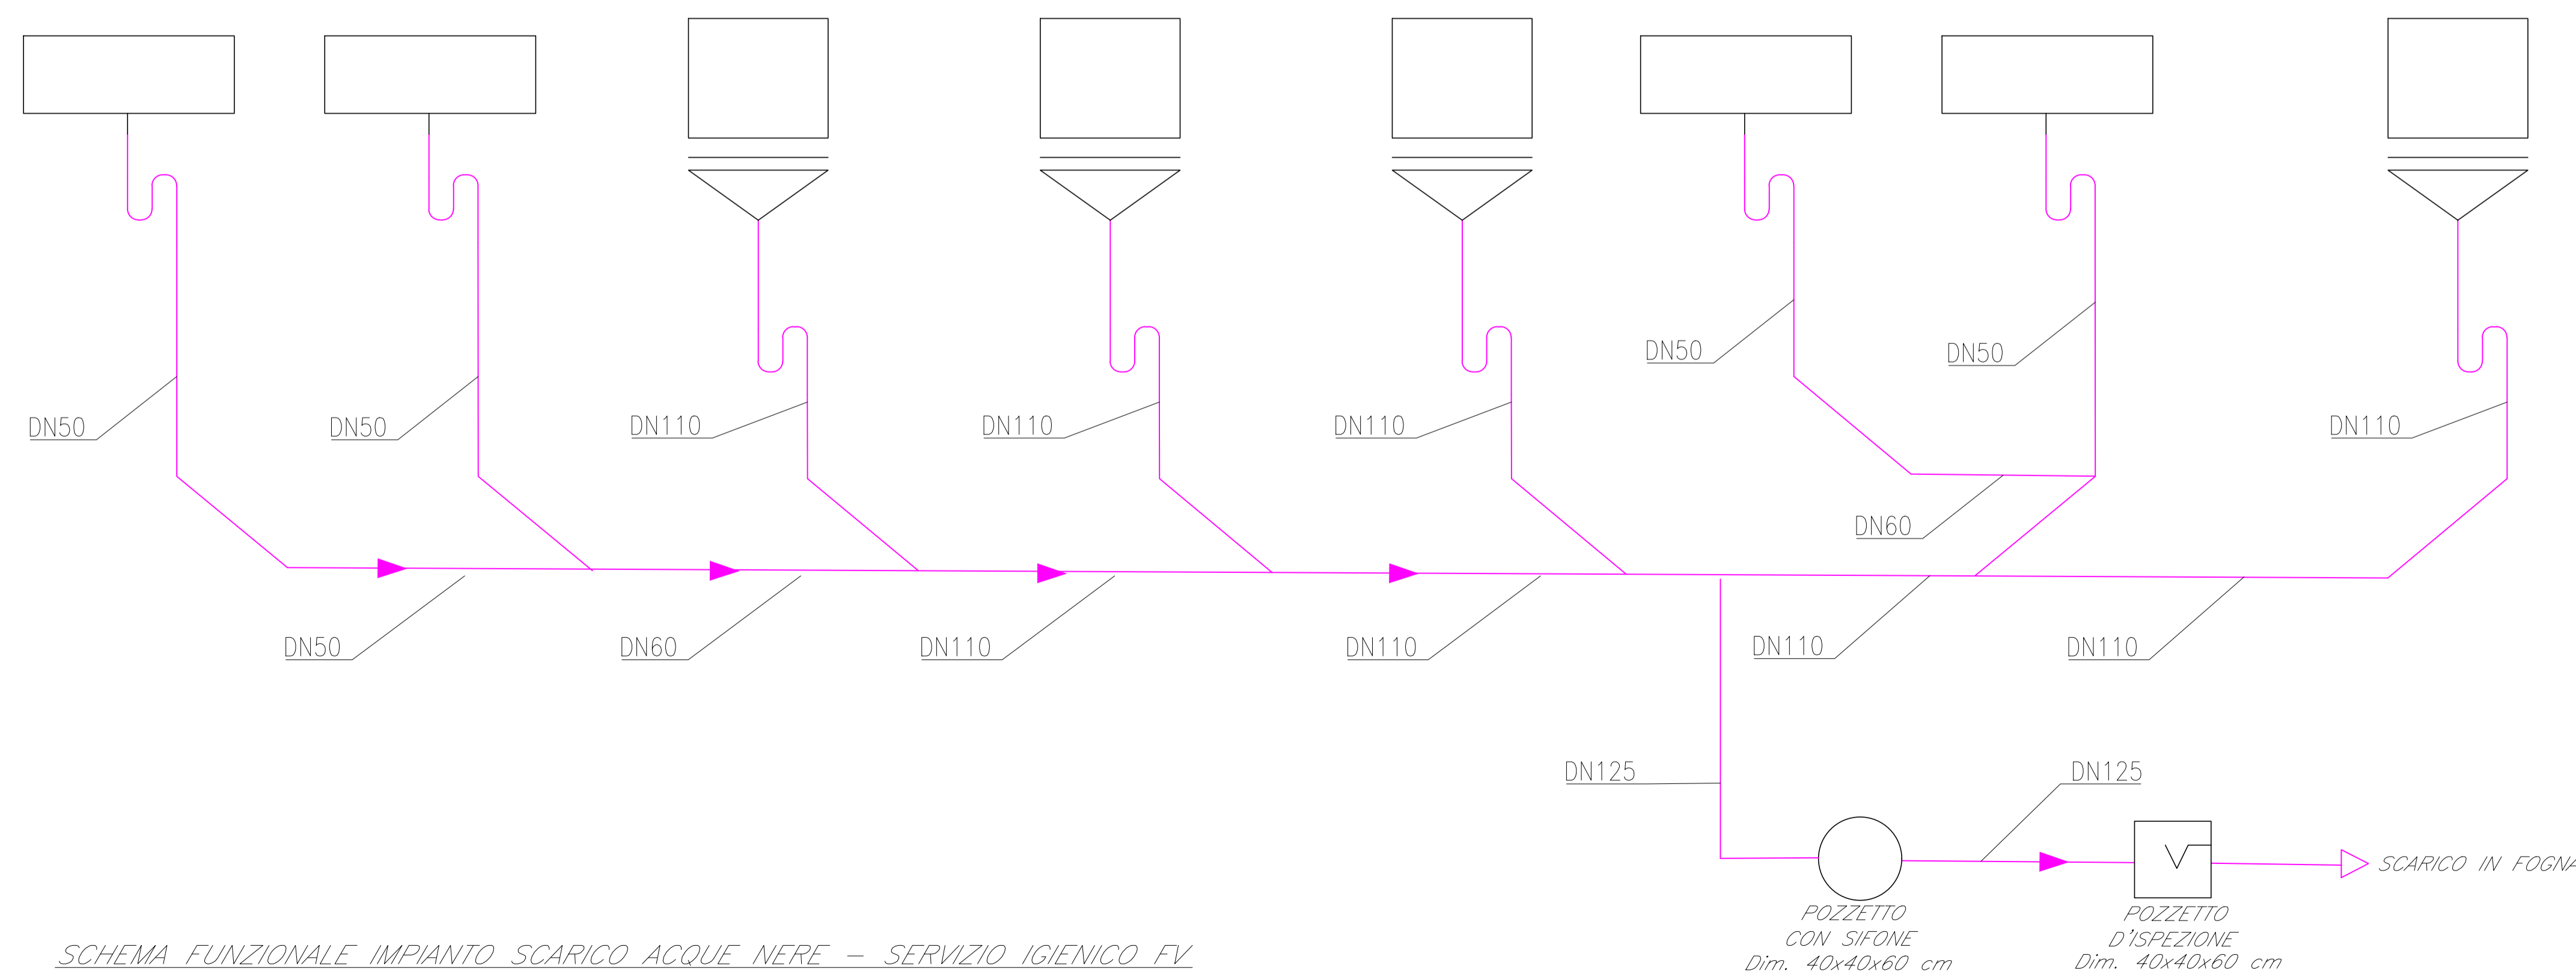 DN50
DN50
DN50
DN50
DN110
DN110
DN110
DN110
DN60
DN50
DN60
DN110
DN110
DN110
DN110
DN125
DN125
SCARICO IN FOGNA
POZZETTO
CON SIFONE
Dim. 40x40x60 cm
POZZETTO
D'ISPEZIONE
Dim. 40x40x60 cm
SCHEMA FUNZIONALE IMPIANTO SCARICO ACQUE NERE – SERVIZIO IGIENICO FV